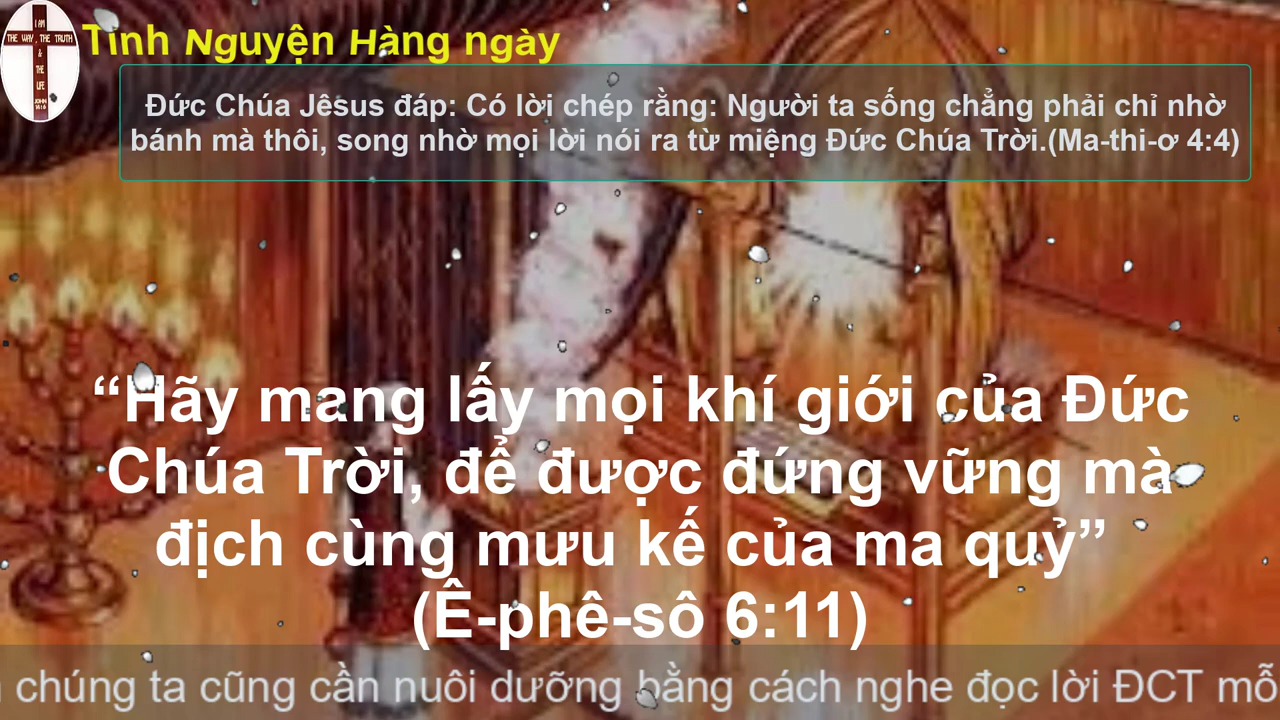 I AM
THE WAY, THE TRUTH
&
THE
LIFE
JOHN
14:6
Tĩnh Nguyện Hàng ngày
Đức Chúa Jêsus đáp: Có lời chép rằng: Người ta sống chẳng phải chỉ nhờ
bánh mà thôi, song nhờ mọi lời nói ra từ miệng Đức Chúa Trời.(Ma-thi-ơ 4:4)
“Hãy mang lấy mọi khí giới của Đức
Chúa Trời, để được đứng vững mà
địch cùng mưu kế của ma quỷ”
(Ê-phê-sô 6:11)
chúng ta cũng cần nuôi dưỡng bằng cách nghe đọc lời ĐCT